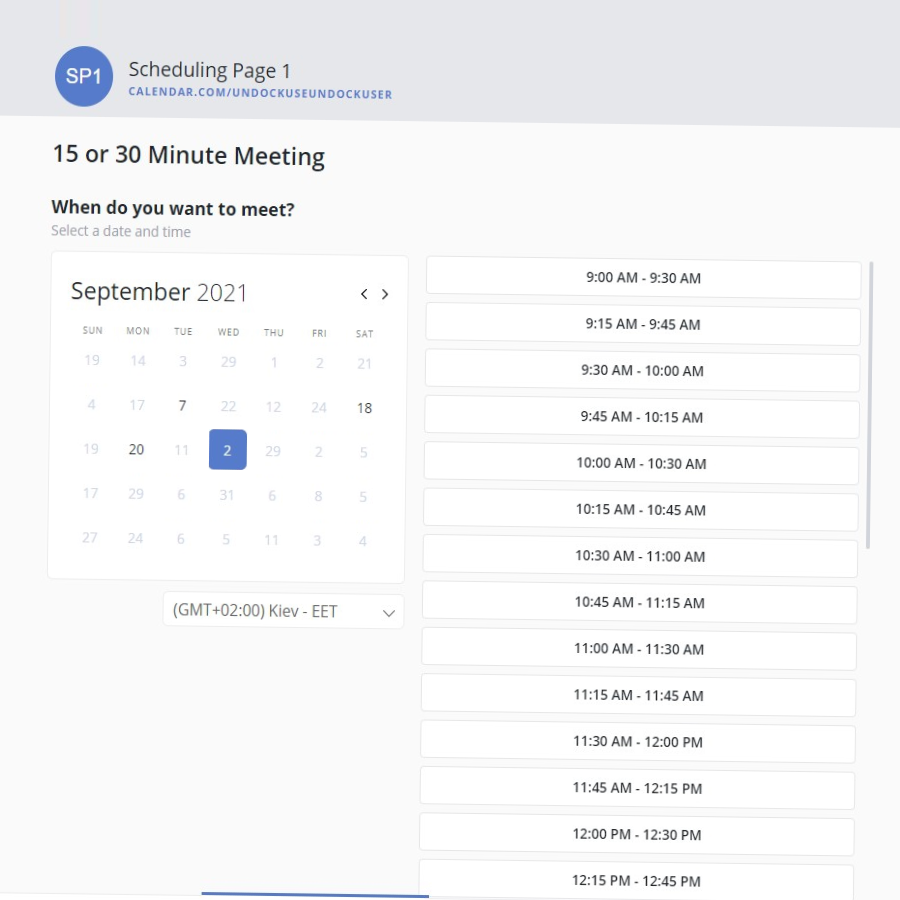 SP1
Scheduling Page 1
CALENDAR.COM/UNDOCKUSEUNDOCKUSER
15 or 30 Minute Meeting
When do you want to meet?
Select a date and time
September 2021
SUN MON TUE WED THU FRI SAT
19 14 3 29 1 2 21
4 17 7 22 12 24 18
19 20 11 2 29 2 5
17 29 6 31 6 8 5
27 24 6 5 11 3 4
(GMT+02:00) Kiev - EET
9:00 AM - 9:30 AM
9:15 AM - 9:45 AM
9:30 AM - 10:00 AM
9:45 AM - 10:15 AM
10:00 AM - 10:30 AM
10:15 AM - 10:45 AM
10:30 AM - 11:00 AM
10:45 AM - 11:15 AM
11:00 AM - 11:30 AM
11:15 AM - 11:45 AM
11:30 AM - 12:00 PM
11:45 AM - 12:15 PM
12:00 PM - 12:30 PM
12:15 PM - 12:45 PM